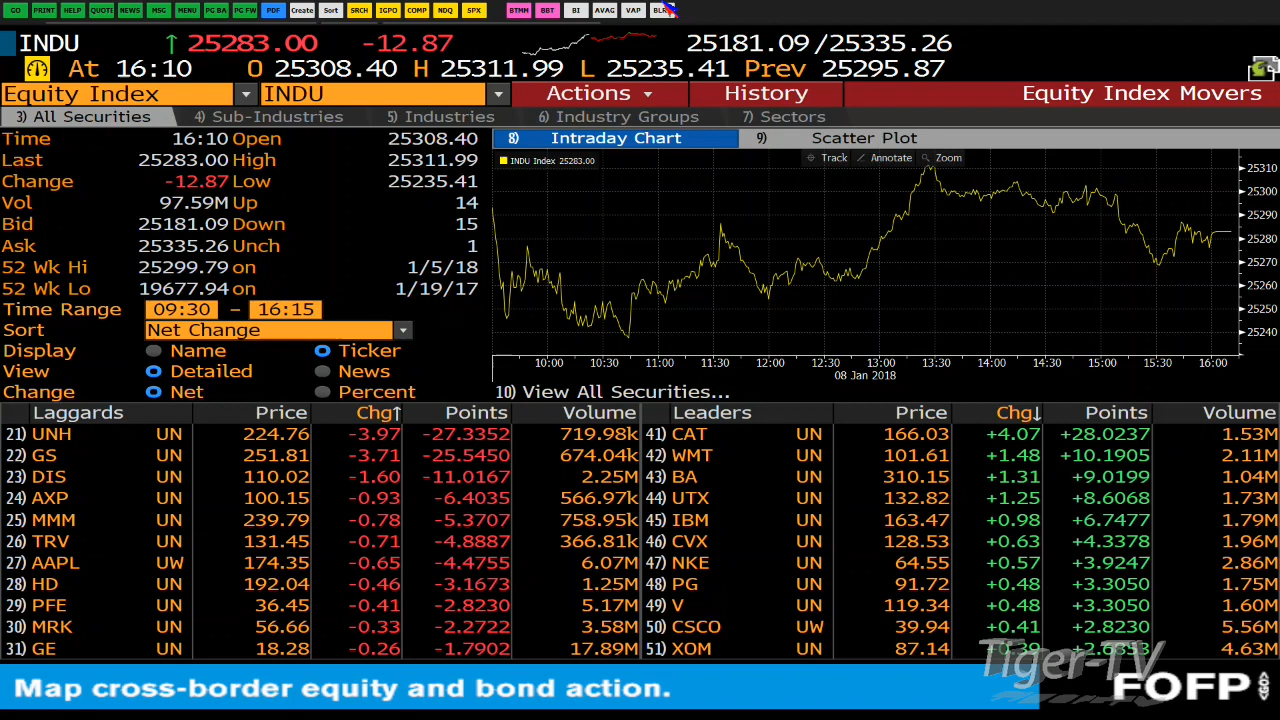 GO PRINT HELP QUOTE NEWS MSG MENU PG BA PG FW PDF Create Sort SRCH IGPO COMP NDQ SPX BTMM BBT BI AVAG VAP
INDU ↑ 25283.00 -12.87 25181.09/25335.26
At 16:10 O 25308.40 H 25311.99 L 25235.41 Prev 25295.87
Equity Index INDU Actions History Equity Index Movers
3) All Securities 4) Sub-Industries 5) Industries 6) Industry Groups 7) Sectors
Time 16:10 Open 25308.40
Last 25283.00 High 25311.99
Change -12.87 Low 25235.41
Vol 97.59M Up 14
Bid 25181.09 Down 15
Ask 25335.26 Unch 1
52 Wk Hi 25299.79 on 1/5/18
52 Wk Lo 19677.94 on 1/19/17
Time Range 09:30 - 16:15
Sort Net Change
Display Name Ticker
View Detailed News
Change Net Percent
8) Intraday Chart 9) Scatter Plot
INDU Index 25283.00 Track Annotate Zoom
25310
25300
25290
25280
25270
25260
25250
25240
10:00 10:30 11:00 11:30 12:00 12:30 13:00 13:30 14:00 14:30 15:00 15:30 16:00
08 Jan 2018
10) View All Securities...
Laggards Price Chg↑ Points Volume Leaders Price Chg↓ Points Volume
21) UNH UN 224.76 -3.97 -27.3352 719.98k 41) CAT UN 166.03 +4.07 +28.0237 1.53M
22) GS UN 251.81 -3.71 -25.5450 674.04k 42) WMT UN 101.61 +1.48 +10.1905 2.11M
23) DIS UN 110.02 -1.60 -11.0167 2.25M 43) BA UN 310.15 +1.31 +9.0199 1.04M
24) AXP UN 100.15 -0.93 -6.4035 566.97k 44) UTX UN 132.82 +1.25 +8.6068 1.73M
25) MMM UN 239.79 -0.78 -5.3707 758.95k 45) IBM UN 163.47 +0.98 +6.7477 1.79M
26) TRV UN 131.45 -0.71 -4.8887 366.81k 46) CVX UN 128.53 +0.63 +4.3378 1.96M
27) AAPL UW 174.35 -0.65 -4.4755 6.07M 47) NKE UN 64.55 +0.57 +3.9247 2.86M
28) HD UN 192.04 -0.46 -3.1673 1.25M 48) PG UN 91.72 +0.48 +3.3050 1.75M
29) PFE UN 36.45 -0.41 -2.8230 5.17M 49) V UN 119.34 +0.48 +3.3050 1.60M
30) MRK UN 56.66 -0.33 -2.2722 3.58M 50) CSCO UW 39.94 +0.41 +2.8230 5.56M
31) GE UN 18.28 -0.26 -1.7902 17.89M 51) XOM UN 87.14 +0.39 +2.6853 4.63M
Tiger-TV
Map cross-border equity and bond action. FOFP <GO>